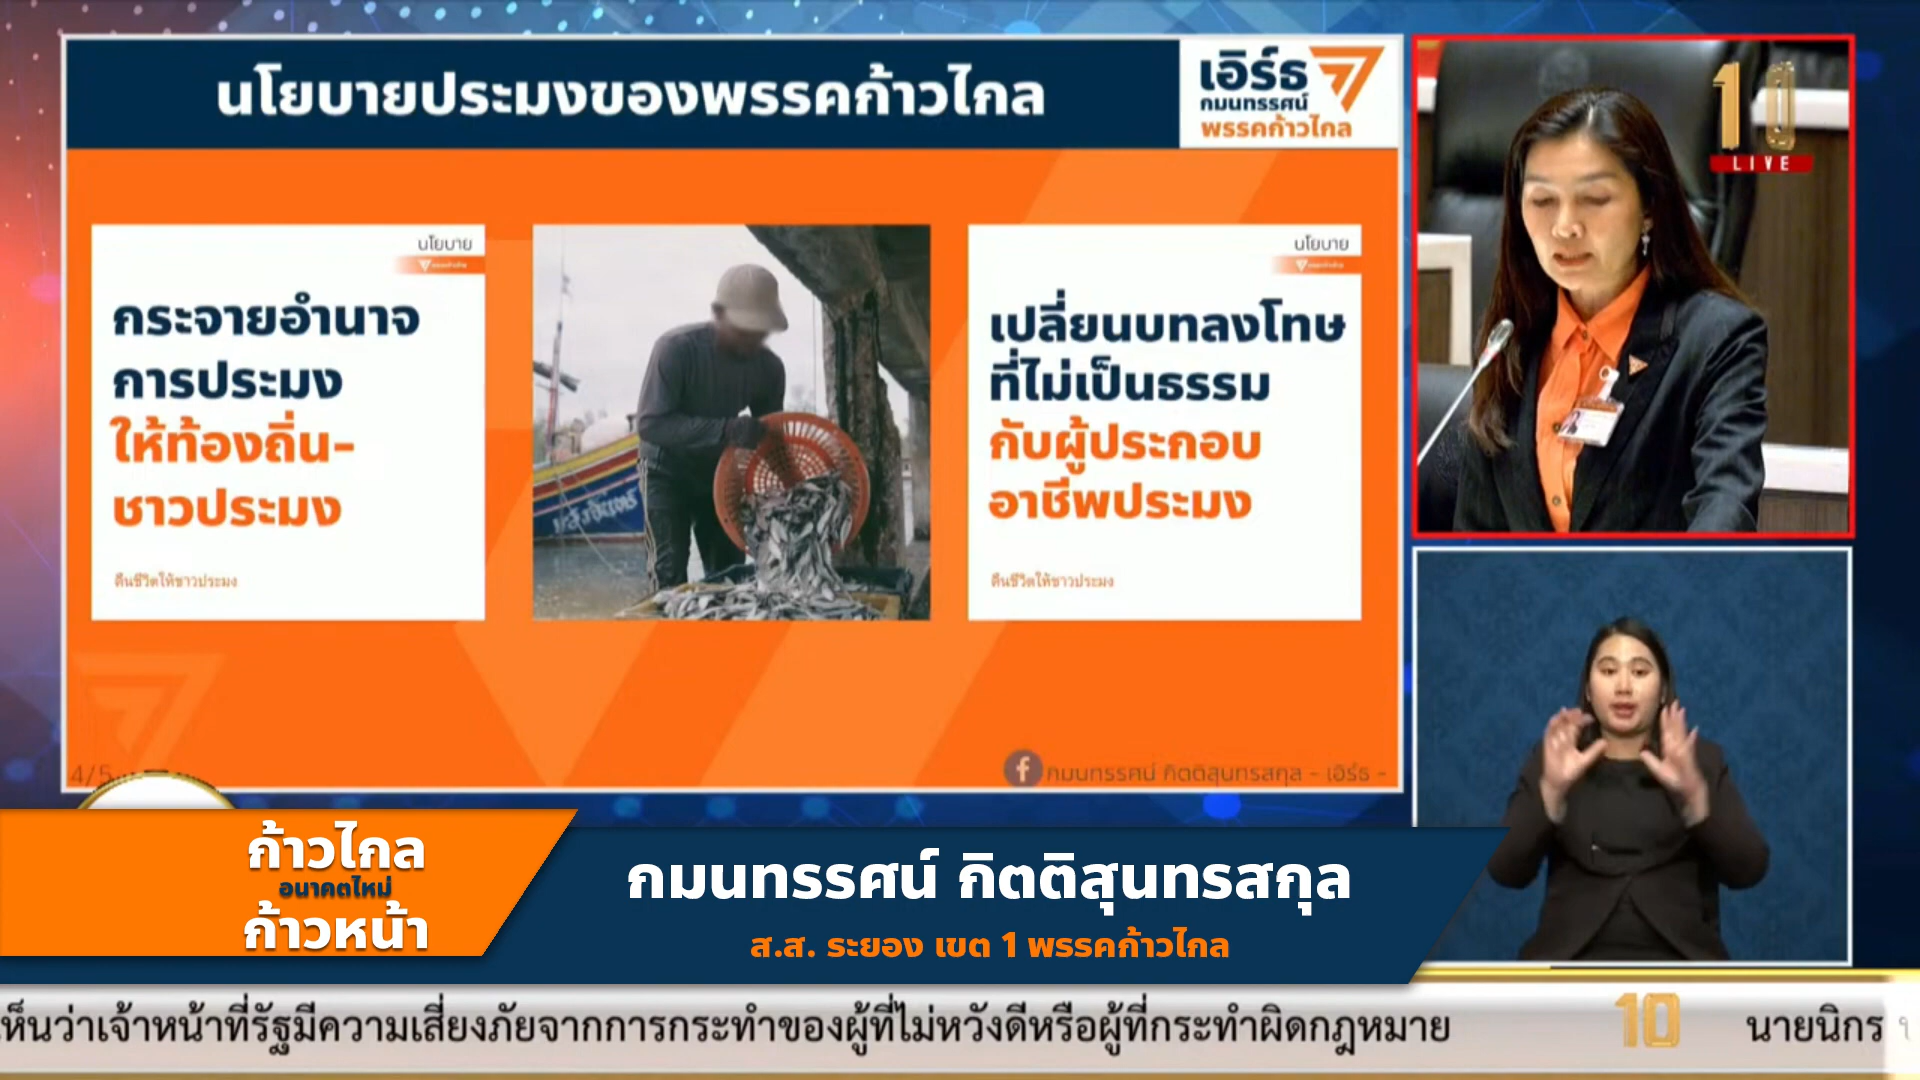 นโยบายประมงของพรรคก้าวไกล
เอิร์ธ
กมนทรรศน์
พรรคก้าวไกล
นโยบาย
กระจายอำนาจ
การประมง
ให้ท้องถิ่น-
ชาวประมง
คืนชีวิตให้ชาวประมง
นโยบาย
เปลี่ยนบทลงโทษ
ที่ไม่เป็นธรรม
กับผู้ประกอบ
อาชีพประมง
คืนชีวิตให้ชาวประมง
4/5
กมนทรรศน์ กิตติสุนทรสกุล - เอิร์ธ -
10
LIVE
ก้าวไกล
อนาคตใหม่
ก้าวหน้า
กมนทรรศน์ กิตติสุนทรสกุล
ส.ส. ระยอง เขต 1 พรรคก้าวไกล
ห็นว่าเจ้าหน้าที่รัฐมีความเสี่ยงภัยจากการกระทำของผู้ที่ไม่หวังดีหรือผู้ที่กระทำผิดกฎหมาย 10 นายนิกร